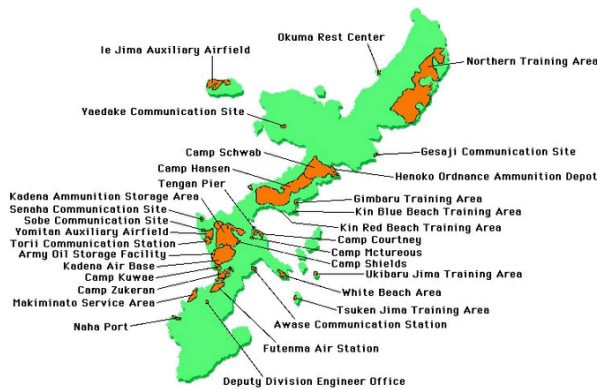 Ie Jima Auxiliary Airfield
Okuma Rest Center
Northern Training Area
Yaedake Communication Site
Camp Schwab
Gesaji Communication Site
Camp Hansen
Henoko Ordnance Ammunition Depot
Tengan Pier
Kadena Ammunition Storage Area
Gimbaru Training Area
Senaha Communication Site
Kin Blue Beach Training Area
Sobe Communication Site
Kin Red Beach Training Area
Yomitan Auxiliary Airfield
Camp Courtney
Torii Communication Station
Camp Mctureous
Army Oil Storage Facility
Camp Shields
Kadena Air Base
Ukibaru Jima Training Area
Camp Kuwae
Camp Zukeran
White Beach Area
Makiminato Service Area
Tsuken Jima Training Area
Naha Port
Awase Communication Station
Futenma Air Station
Deputy Division Engineer Office